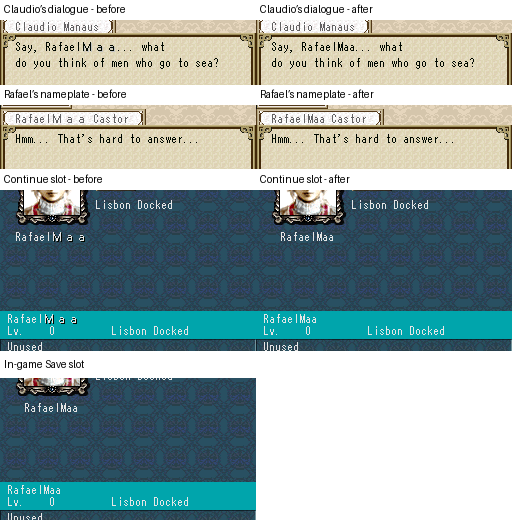 Claudio's dialogue - before
Claudio's dialogue - after
Claudio Manaus
Claudio Manaus
Say, RafaelＭａａ... what
do you think of men who go to sea?
Say, RafaelMaa... what
do you think of men who go to sea?
Rafael's nameplate - before
Rafael's nameplate - after
RafaelＭａａ Castor
RafaelMaa Castor
Hmm... That's hard to answer...
Hmm... That's hard to answer...
Continue slot - before
Continue slot - after
Lisbon Docked
Lisbon Docked
RafaelＭａａ
RafaelMaa
RafaelＭａａ
Lv. 0 Lisbon Docked
Unused
RafaelMaa
Lv. 0 Lisbon Docked
Unused
In-game Save slot
Lisbon Docked
RafaelMaa
RafaelMaa
Lv. 0 Lisbon Docked
Unused